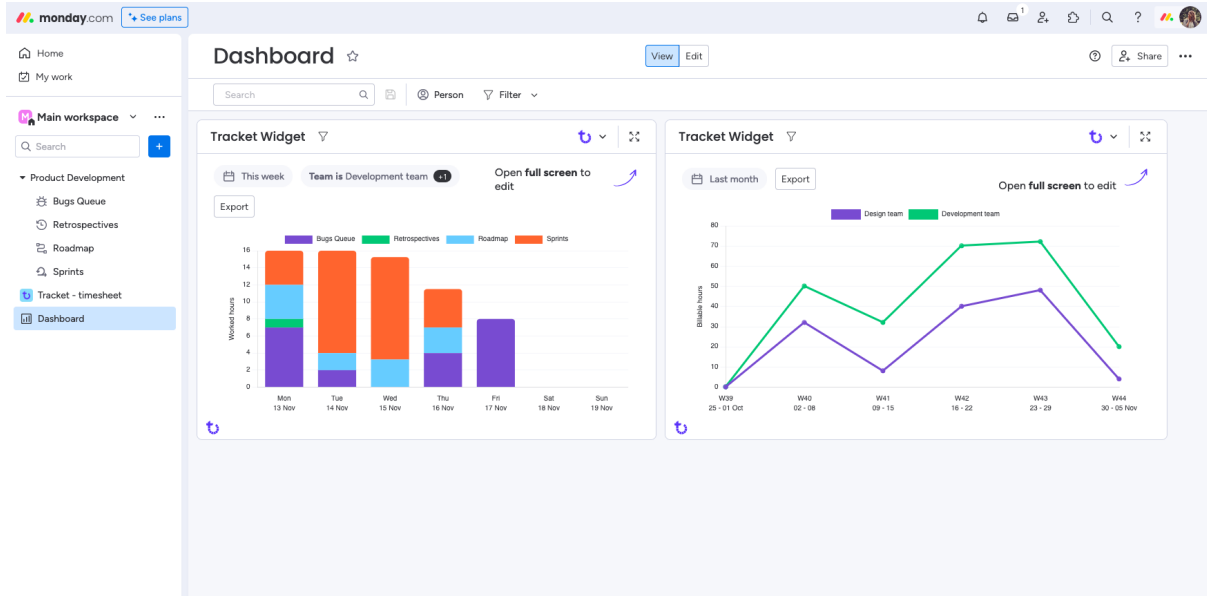 monday.com
See plans
1
Home
My work
M Main workspace
Search
+
Product Development
Bugs Queue
Retrospectives
Roadmap
Sprints
Tracket - timesheet
Dashboard
Dashboard
View Edit
Share
Search
Person
Filter
Tracket Widget
This week
Team is Development team +1
Open full screen to
edit
Export
Bugs Queue Retrospectives Roadmap Sprints
Worked hours
16
14
12
10
8
6
4
2
0
Mon Tue Wed Thu Fri Sat Sun
13 Nov 14 Nov 15 Nov 16 Nov 17 Nov 18 Nov 19 Nov
Tracket Widget
Last month
Export
Open full screen to edit
Design team Development team
Billable hours
80
70
60
50
40
30
20
10
0
W39 W40 W41 W42 W43 W44
25 - 01 Oct 02 - 08 09 - 15 16 - 22 23 - 29 30 - 05 Nov